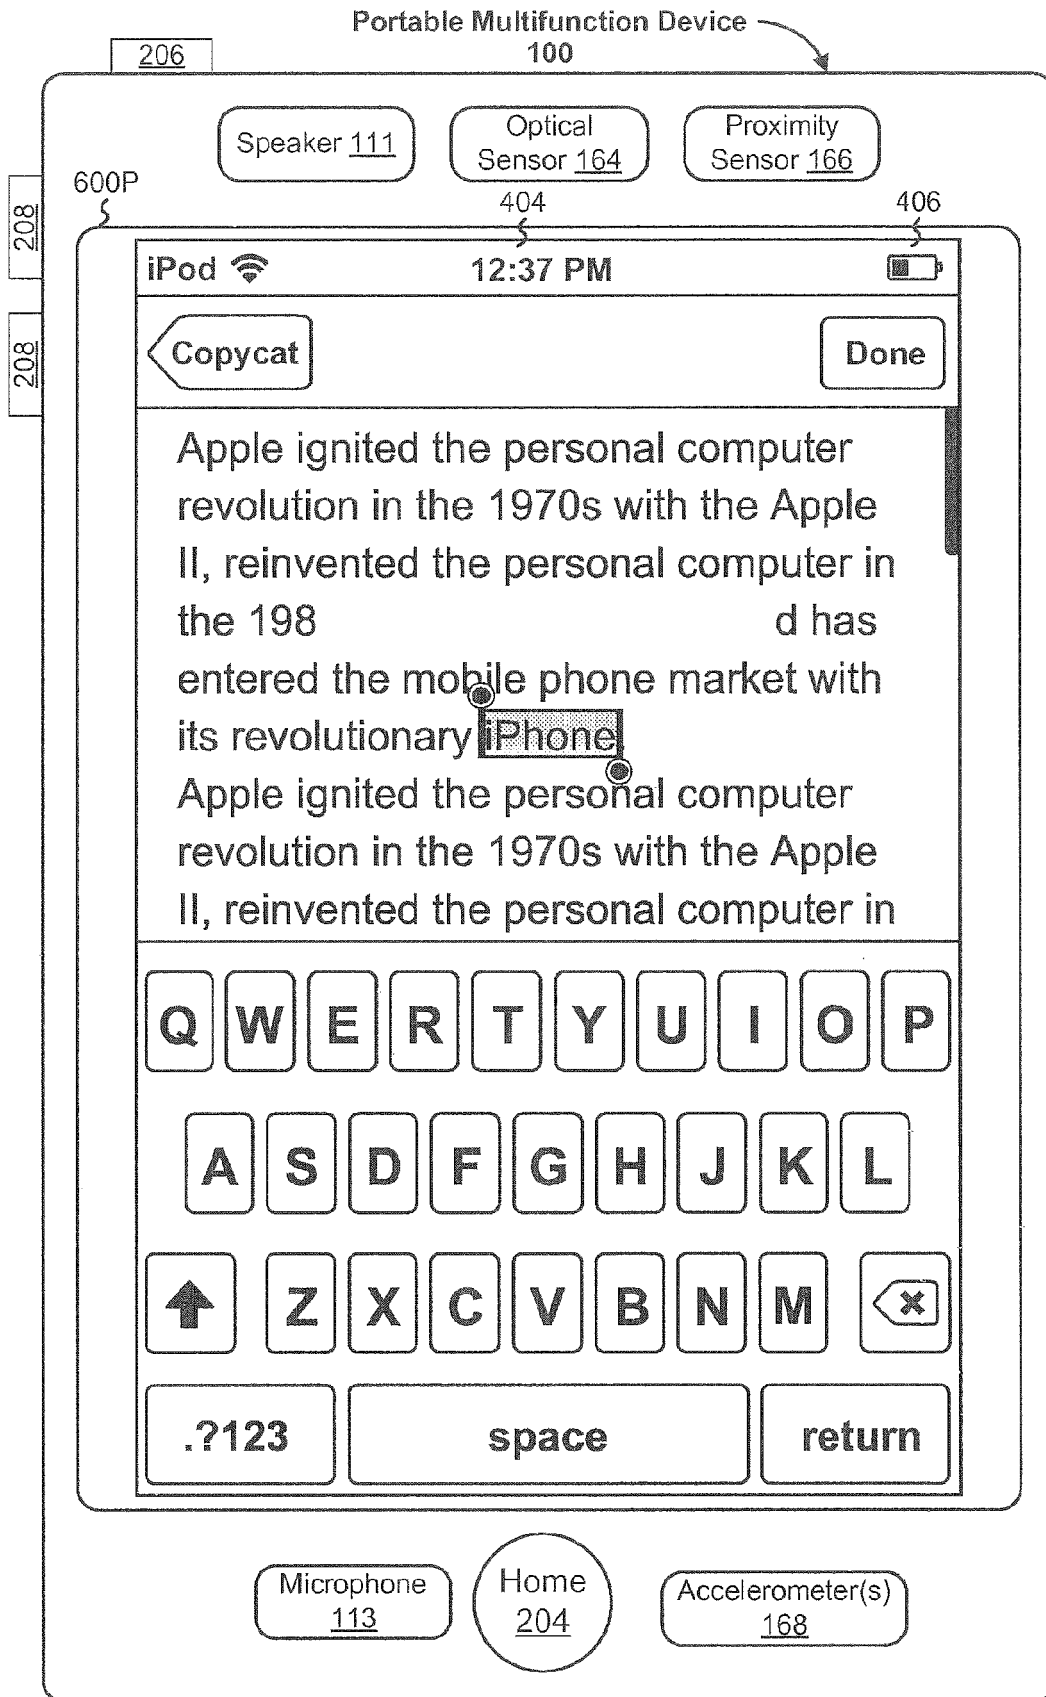 Portable Multifunction Device
100
206
Speaker 111
Optical
Sensor 164
Proximity
Sensor 166
600P
404
406
208
208
iPod
12:37 PM
Copycat
Done
Apple ignited the personal computer
revolution in the 1970s with the Apple
II, reinvented the personal computer in
the 198 d has
entered the mobile phone market with
its revolutionary iPhone
Apple ignited the personal computer
revolution in the 1970s with the Apple
II, reinvented the personal computer in
Q W E R T Y U I O P
A S D F G H J K L
Z X C V B N M
.?123 space return
Microphone
113
Home
204
Accelerometer(s)
168